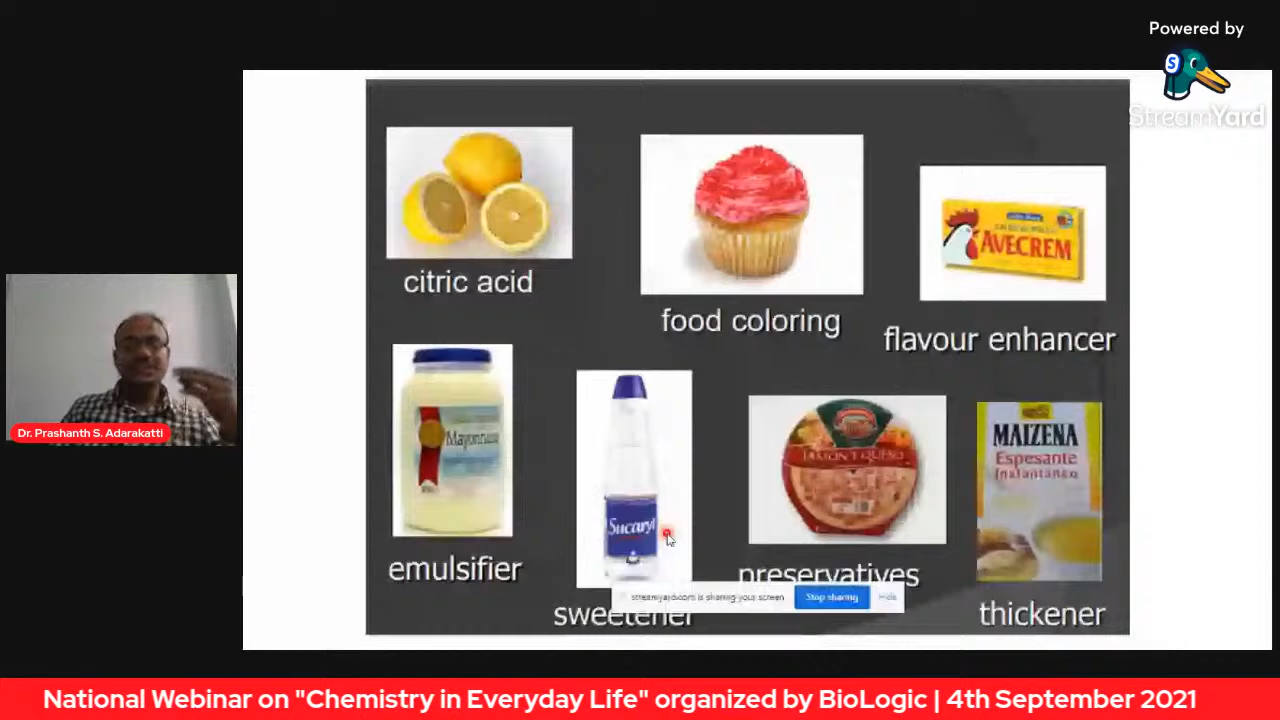 Powered by
StreamYard
citric acid
food coloring
AVECREM
flavour enhancer
Mayonnaise
emulsifier
Sucaryl
sweetener
JAMON Y QUESO
preservatives
MAIZENA
Espesante
Instantáneo
thickener
streamyard.com is sharing your screen
Stop sharing
Hide
Dr. Prashanth S. Adarakatti
National Webinar on "Chemistry in Everyday Life" organized by BioLogic | 4th September 2021